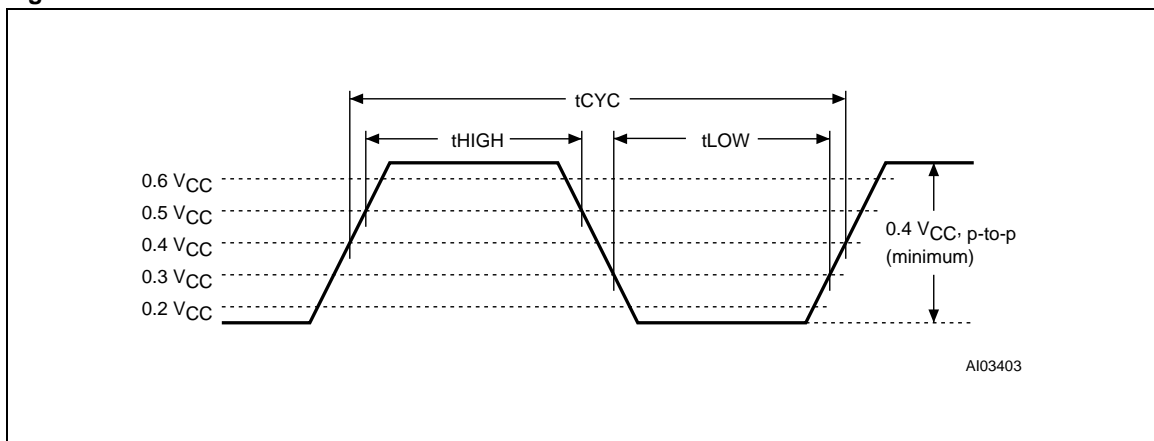 tCYC
tHIGH
tLOW
0.6 VCC
0.5 VCC
0.4 VCC
0.3 VCC
0.2 VCC
0.4 VCC, p-to-p
(minimum)
AI03403